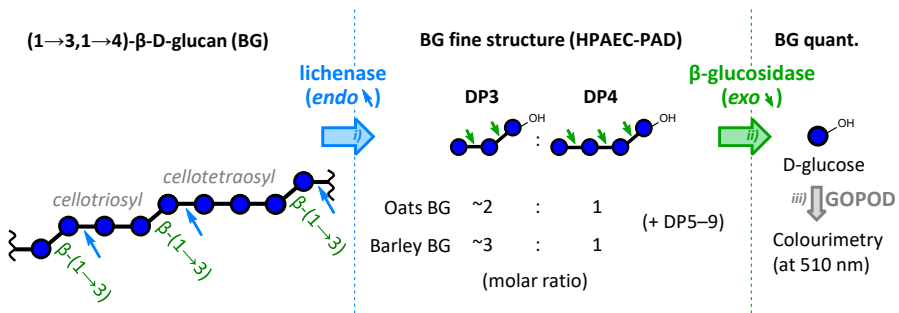 (1→3,1→4)-β-D-glucan (BG)
BG fine structure (HPAEC-PAD)
BG quant.
lichenase
(endo)
i)
β-glucosidase
(exo)
ii)
DP3
DP4
OH
:
OH
OH
D-glucose
iii)
GOPOD
Colourimetry
(at 510 nm)
cellotriosyl
cellotetraosyl
β-(1→3)
β-(1→3)
β-(1→3)
Oats BG ~2 : 1
(+ DP5–9)
Barley BG ~3 : 1
(molar ratio)